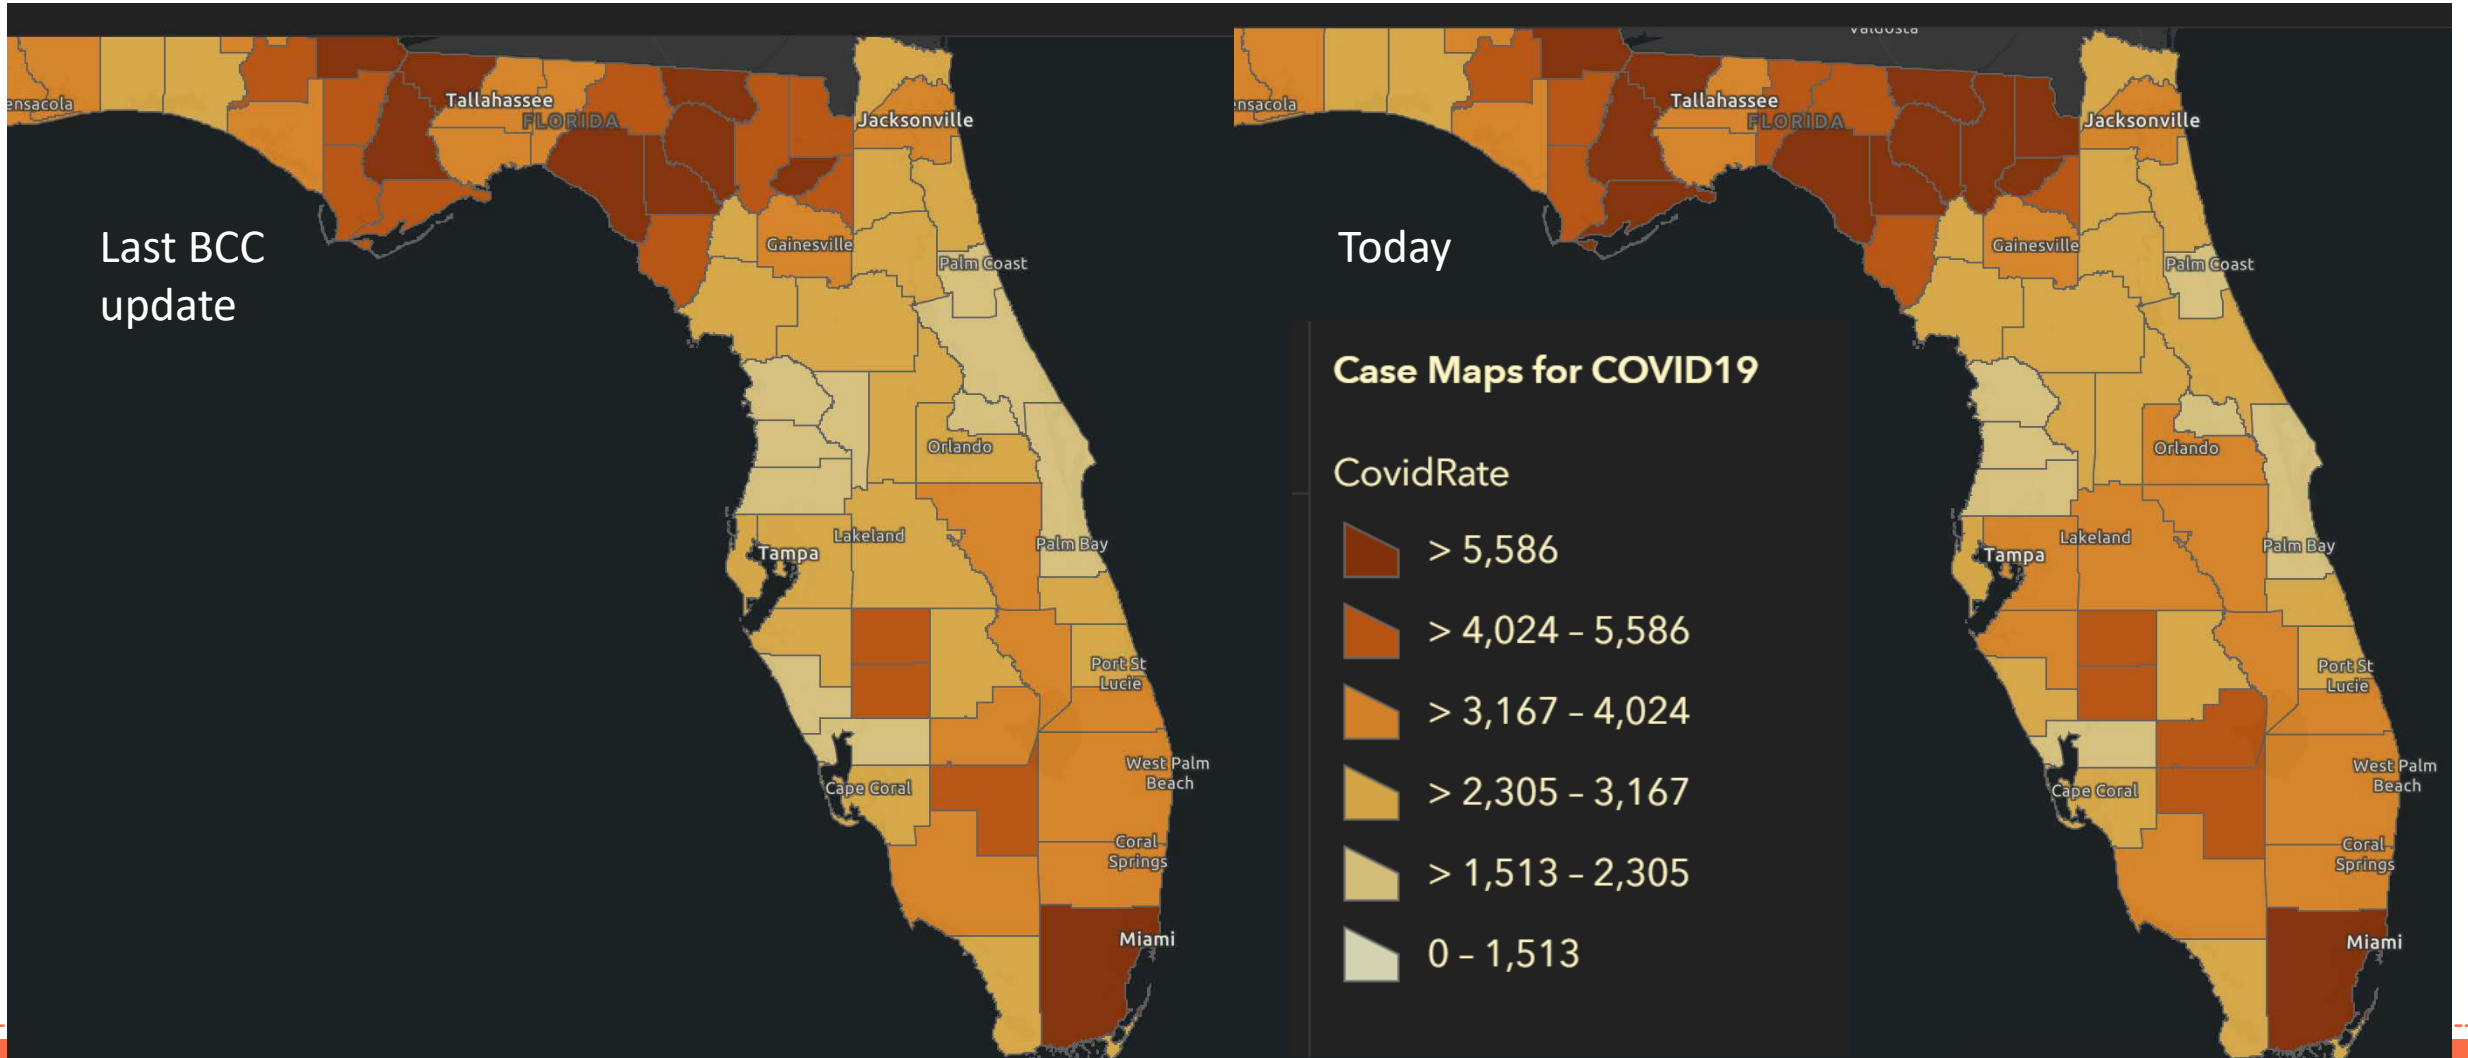 ensacola
Tallahassee
FLORIDA
Jacksonville
Last BCC
update
Gainesville
Palm Coast
Orlando
Lakeland
Tampa
Palm Bay
Port St
Lucie
West Palm
Beach
Cape Coral
Coral
Springs
Miami
Valdosta
ensacola
Tallahassee
FLORIDA
Jacksonville
Today
Gainesville
Palm Coast
Case Maps for COVID19
CovidRate
> 5,586
> 4,024 – 5,586
> 3,167 – 4,024
> 2,305 – 3,167
> 1,513 – 2,305
0 – 1,513
Orlando
Lakeland
Tampa
Palm Bay
Port St
Lucie
West Palm
Beach
Cape Coral
Coral
Springs
Miami